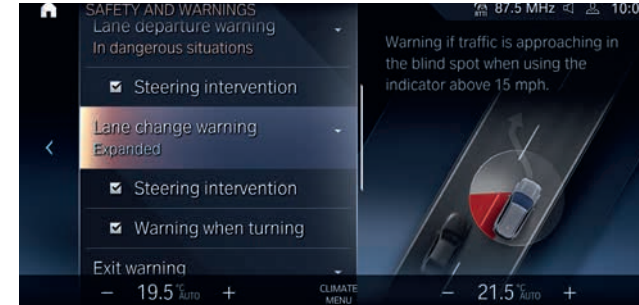 SAFETY AND WARNINGS
87.5 MHz
Lane departure warning
In dangerous situations
Steering intervention
Lane change warning
Expanded
Steering intervention
Warning when turning
Exit warning
Warning if traffic is approaching in
the blind spot when using the
indicator above 15 mph.
− 19.5 °C AUTO +
CLIMATE
MENU
− 21.5 °C AUTO +